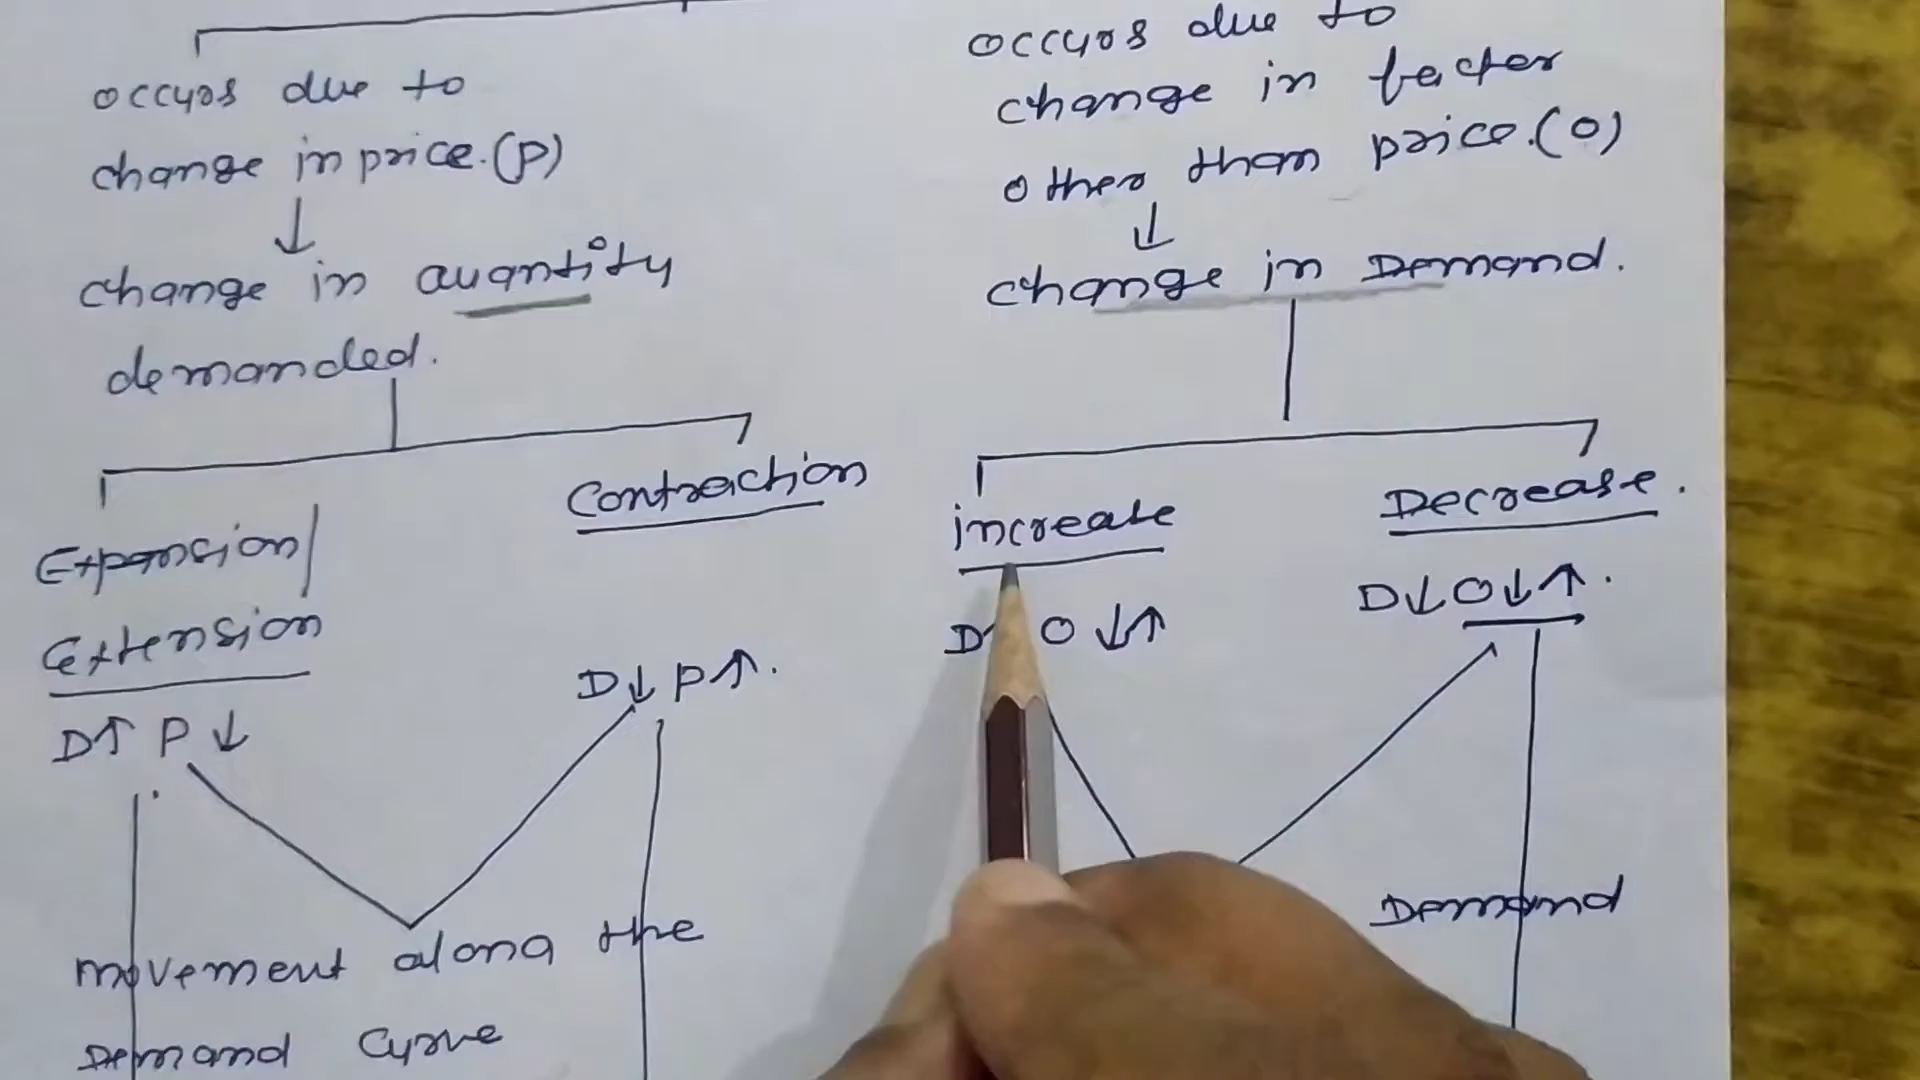 occurs due to
change in price.(P)
↓
change in quantity
demanded.
Expansion/
Extension
D↑ P↓
Contraction
D↓ P↑.
movement along the
Demand Curve
occurs due to
change in factor
other than price.(O)
↓
change in Demand.
increase
D O ↓↑
Decrease.
D↓ O↓↑.
Demand